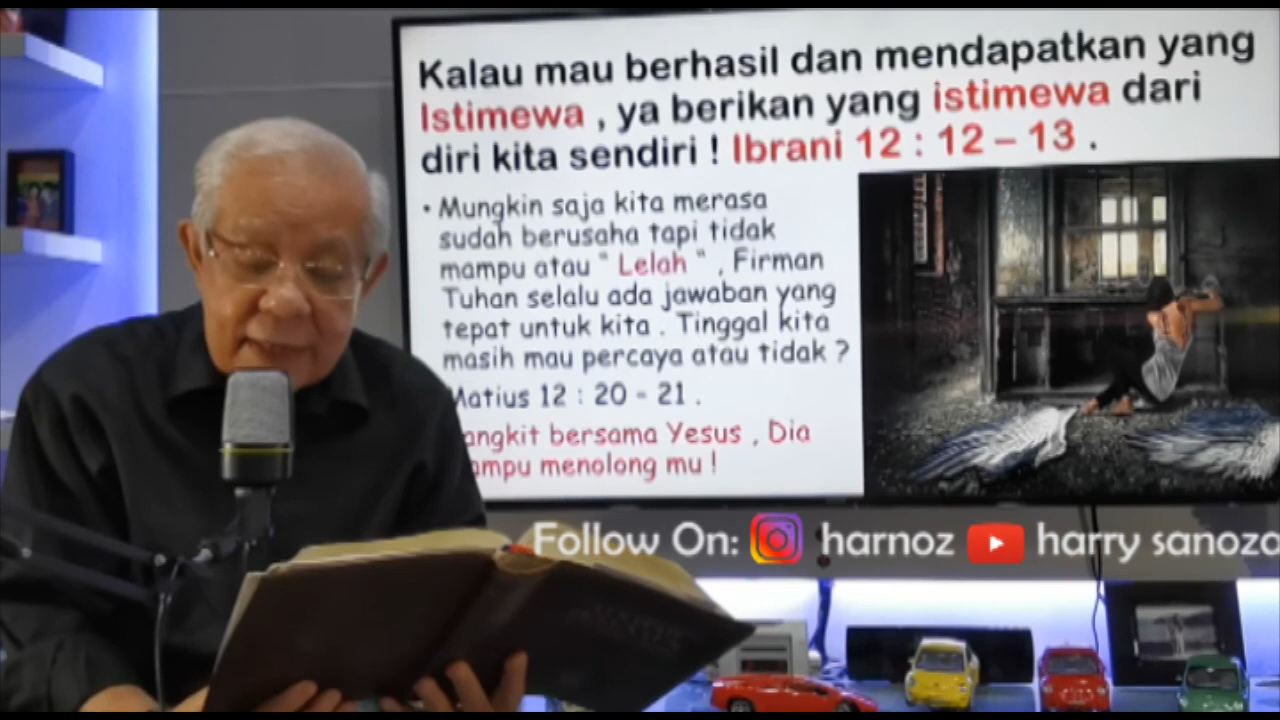 Kalau mau berhasil dan mendapatkan yang
Istimewa , ya berikan yang istimewa dari
diri kita sendiri ! Ibrani 12 : 12 – 13 .
• Mungkin saja kita merasa
sudah berusaha tapi tidak
mampu atau " Lelah " , Firman
Tuhan selalu ada jawaban yang
tepat untuk kita . Tinggal kita
masih mau percaya atau tidak ?
Matius 12 : 20 - 21 .
angkit bersama Yesus , Dia
ampu menolong mu !
Follow On: harnoz harry sanoza